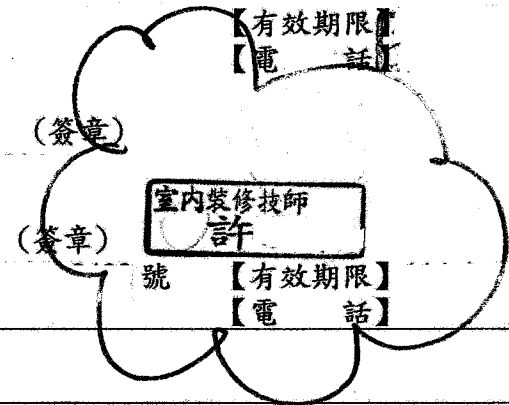 【有效期限】
【電　　話】
（簽章）
室內裝修技師
許
（簽章）
號　【有效期限】
【電　　話】